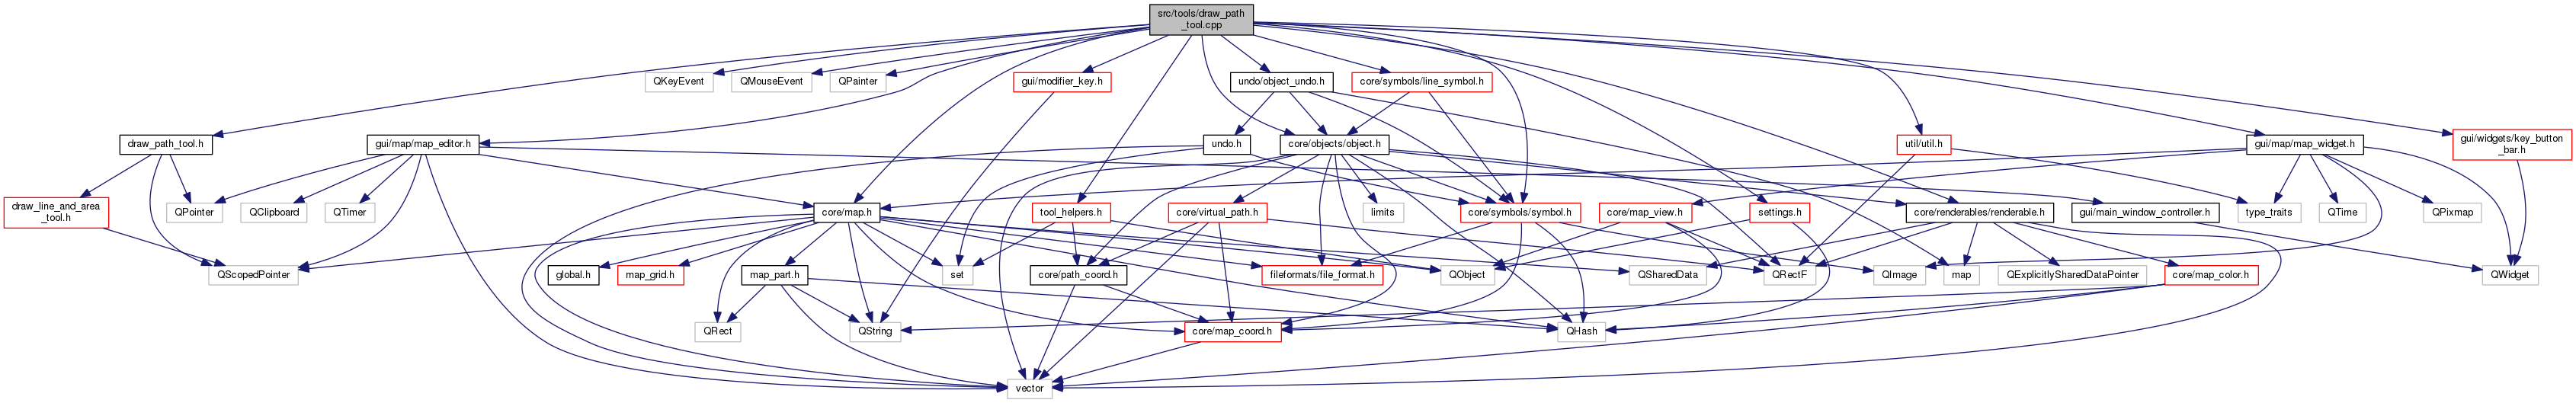 src/tools/draw_path
_tool.cpp
QKeyEvent
QMouseEvent
QPainter
gui/modifier_key.h
undo/object_undo.h
core/symbols/line_symbol.h
draw_path_tool.h
gui/map/map_editor.h
undo.h
core/objects/object.h
util/util.h
gui/map/map_widget.h
gui/widgets/key_button
_bar.h
draw_line_and_area
_tool.h
QPointer
QClipboard
QTimer
core/map.h
tool_helpers.h
core/virtual_path.h
limits
core/symbols/symbol.h
core/map_view.h
settings.h
core/renderables/renderable.h
gui/main_window_controller.h
type_traits
QTime
QPixmap
QScopedPointer
global.h
map_grid.h
map_part.h
set
core/path_coord.h
fileformats/file_format.h
QObject
QSharedData
QRectF
QImage
map
QExplicitlySharedDataPointer
core/map_color.h
QWidget
QRect
QString
core/map_coord.h
QHash
vector